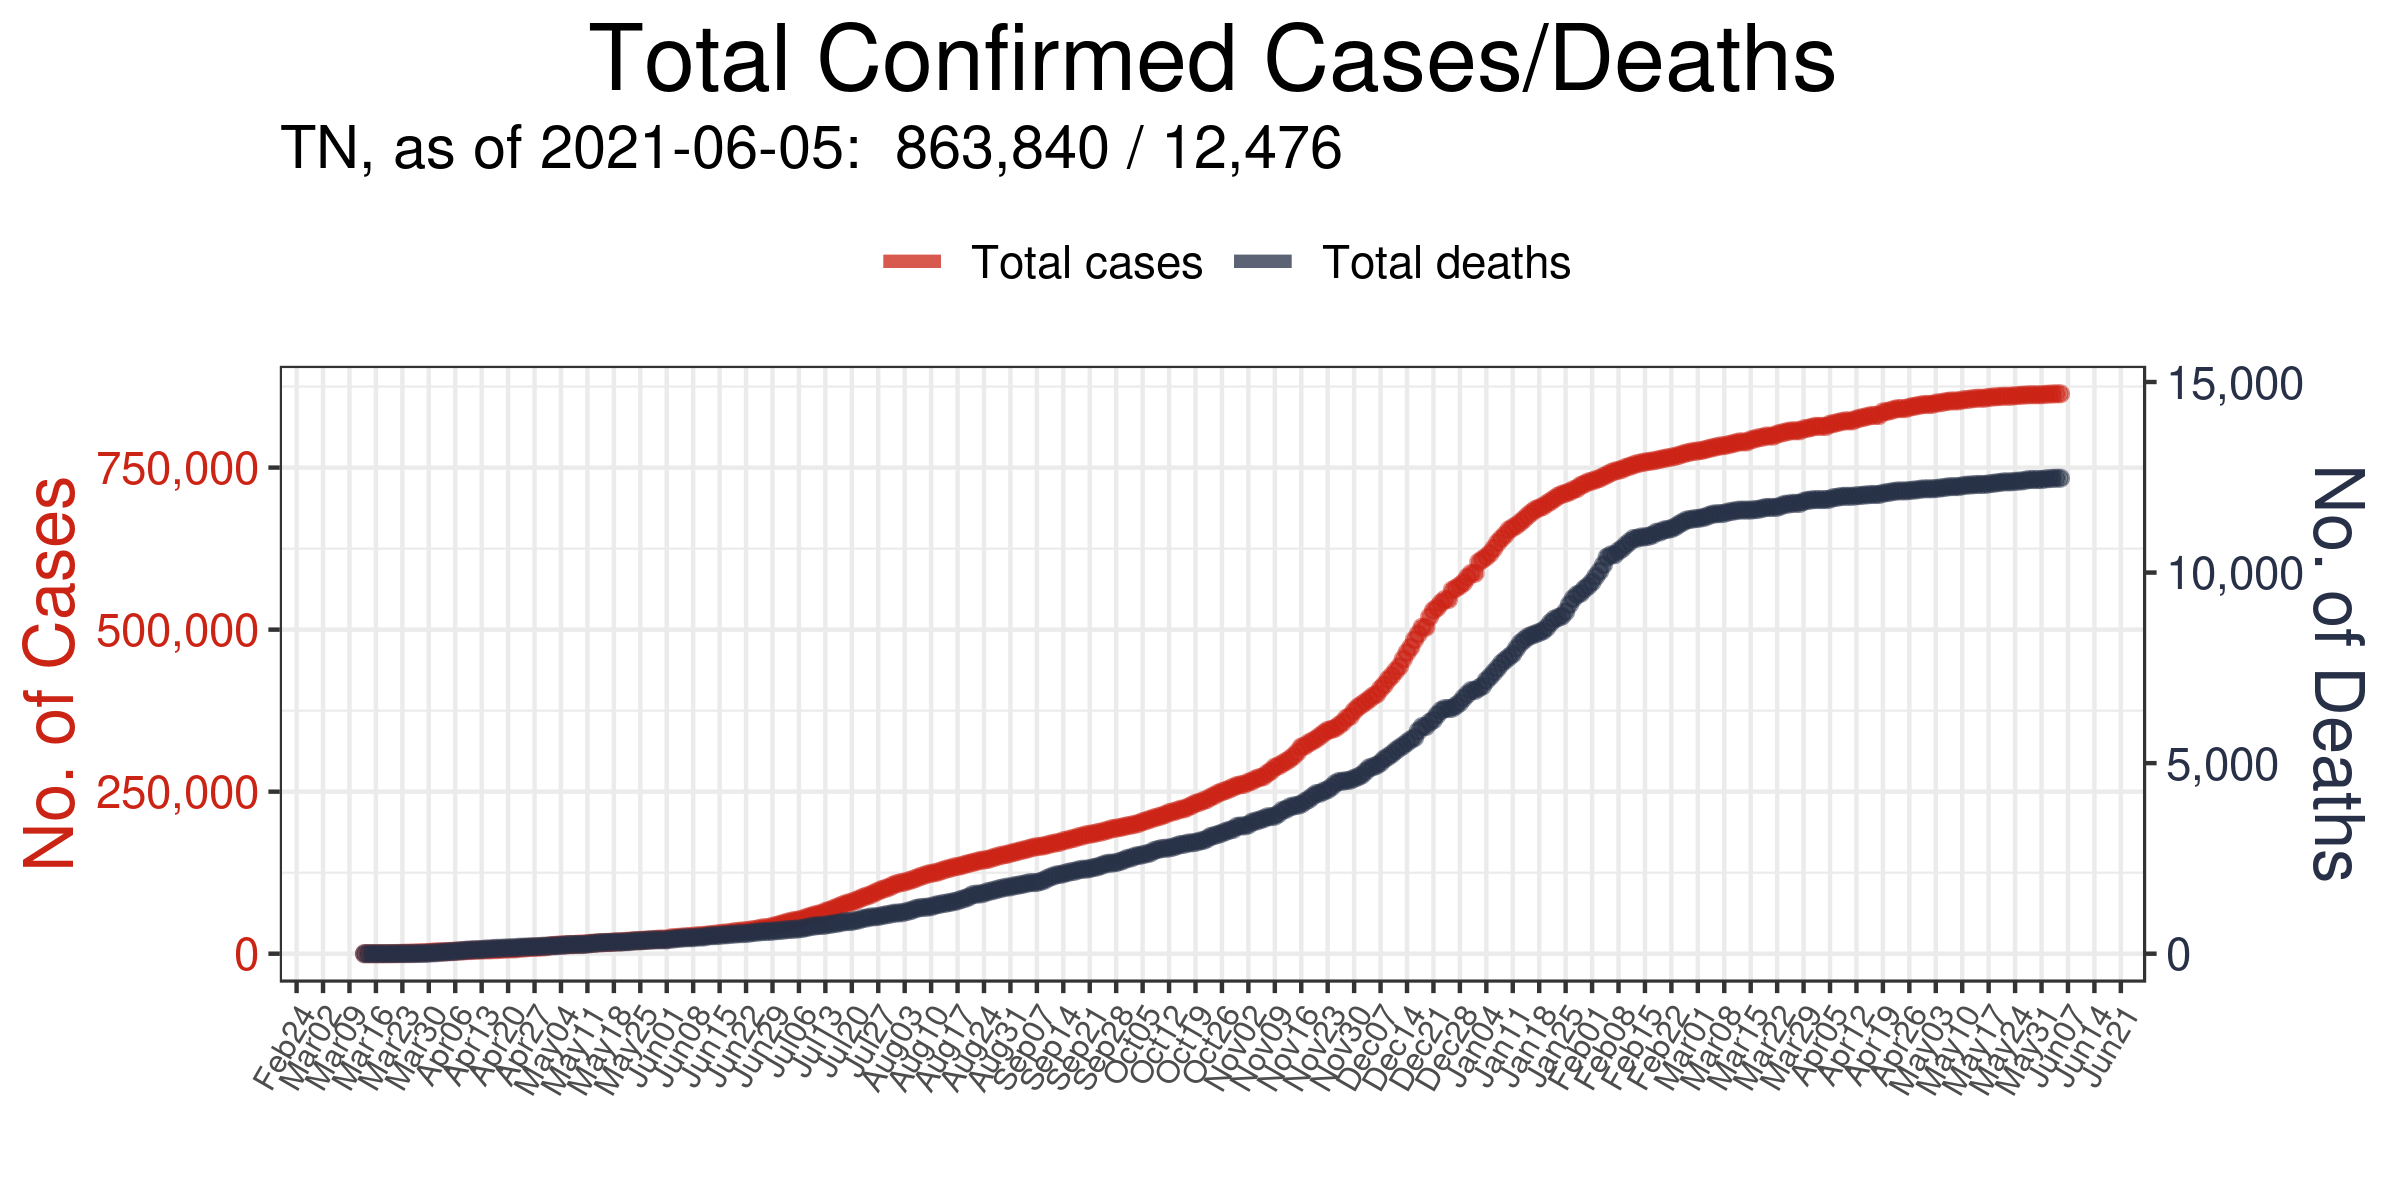 Total Confirmed Cases/Deaths
TN, as of 2021-06-05:  863,840 / 12,476
Total cases
Total deaths
No. of Cases
750,000
500,000
250,000
0
15,000
10,000
5,000
0
No. of Deaths
Feb24
Mar02
Mar09
Mar16
Mar23
Mar30
Apr06
Apr13
Apr20
Apr27
May04
May11
May18
May25
Jun01
Jun08
Jun15
Jun22
Jun29
Jul06
Jul13
Jul20
Jul27
Aug03
Aug10
Aug17
Aug24
Aug31
Sep07
Sep14
Sep21
Sep28
Oct05
Oct12
Oct19
Oct26
Nov02
Nov09
Nov16
Nov23
Nov30
Dec07
Dec14
Dec21
Dec28
Jan04
Jan11
Jan18
Jan25
Feb01
Feb08
Feb15
Feb22
Mar01
Mar08
Mar15
Mar22
Mar29
Apr05
Apr12
Apr19
Apr26
May03
May10
May17
May24
May31
Jun07
Jun14
Jun21